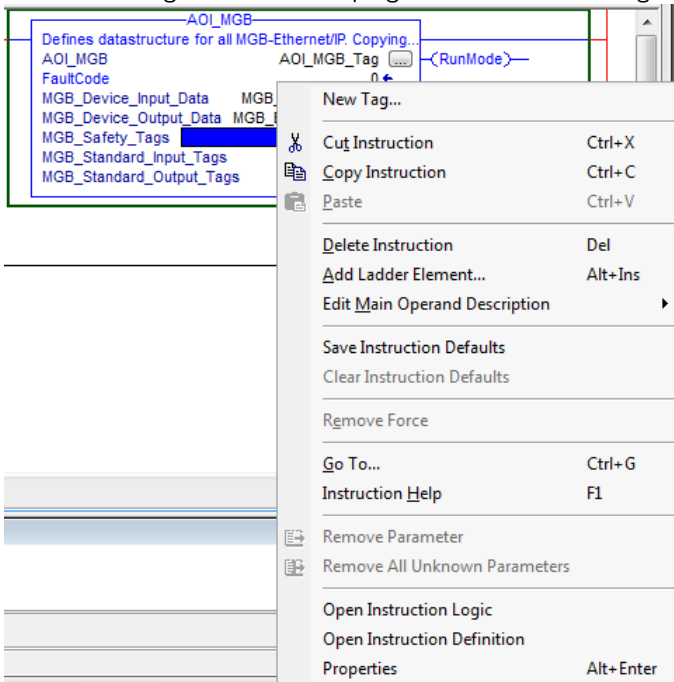 AOI_MGB
Defines datastructure for all MGB-Ethernet/IP. Copying...
AOI_MGB AOI_MGB_Tag ... (RunMode)
FaultCode 0
MGB_Device_Input_Data MGB_
MGB_Device_Output_Data MGB_
MGB_Safety_Tags
MGB_Standard_Input_Tags
MGB_Standard_Output_Tags
New Tag...
Cut Instruction Ctrl+X
Copy Instruction Ctrl+C
Paste Ctrl+V
Delete Instruction Del
Add Ladder Element... Alt+Ins
Edit Main Operand Description
Save Instruction Defaults
Clear Instruction Defaults
Remove Force
Go To... Ctrl+G
Instruction Help F1
Remove Parameter
Remove All Unknown Parameters
Open Instruction Logic
Open Instruction Definition
Properties Alt+Enter